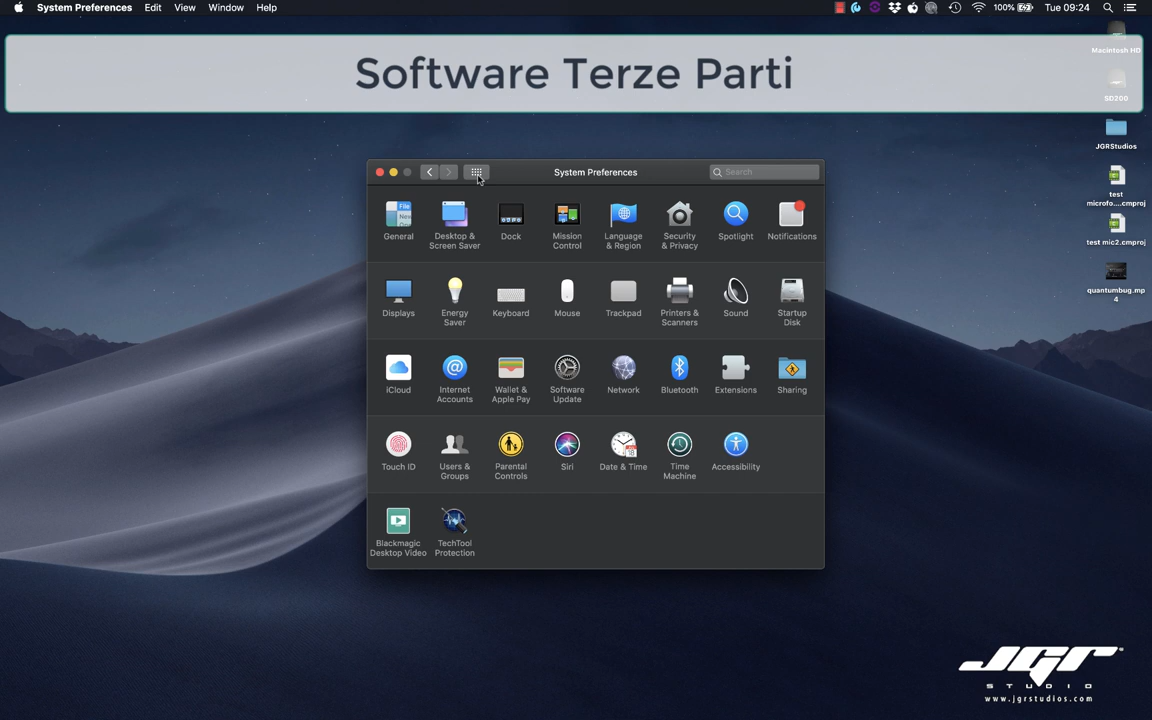 System Preferences Edit View Window Help
100% Tue 09:24
Software Terze Parti
Macintosh HD
SD200
JGRStudios
test
microfo....cmproj
test mic2.cmproj
quantumbug.mp
4
System Preferences
Search
General
Desktop &
Screen Saver
Dock
Mission
Control
Language
& Region
Security
& Privacy
Spotlight
Notifications
Displays
Energy
Saver
Keyboard
Mouse
Trackpad
Printers &
Scanners
Sound
Startup
Disk
iCloud
Internet
Accounts
Wallet &
Apple Pay
Software
Update
Network
Bluetooth
Extensions
Sharing
Touch ID
Users &
Groups
Parental
Controls
Siri
Date & Time
Time
Machine
Accessibility
Blackmagic
Desktop Video
TechTool
Protection
JGR
STUDIO
www.jgrstudios.com